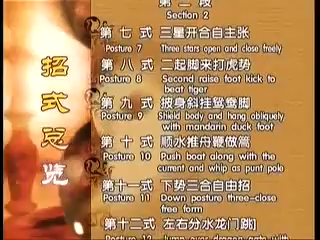 招式总览
第二段
Section 2
第七式 三星开合自主张
Posture 7 Three stars open and close freely
第八式 二起脚来打虎势
Posture 8 Second raise foot kick to
beat tiger
第九式 披身斜挂鸳鸯脚
Posture 9 Shield body and hang obliquely
with mandarin duck foot
第十式 顺水推舟鞭做篙
Posture 10 Push boat along with the
current and whip as punt pole
第十一式 下势三合自由招
Posture 11 Down posture three-close
free form
第十二式 左右分水龙门跳
Posture 12